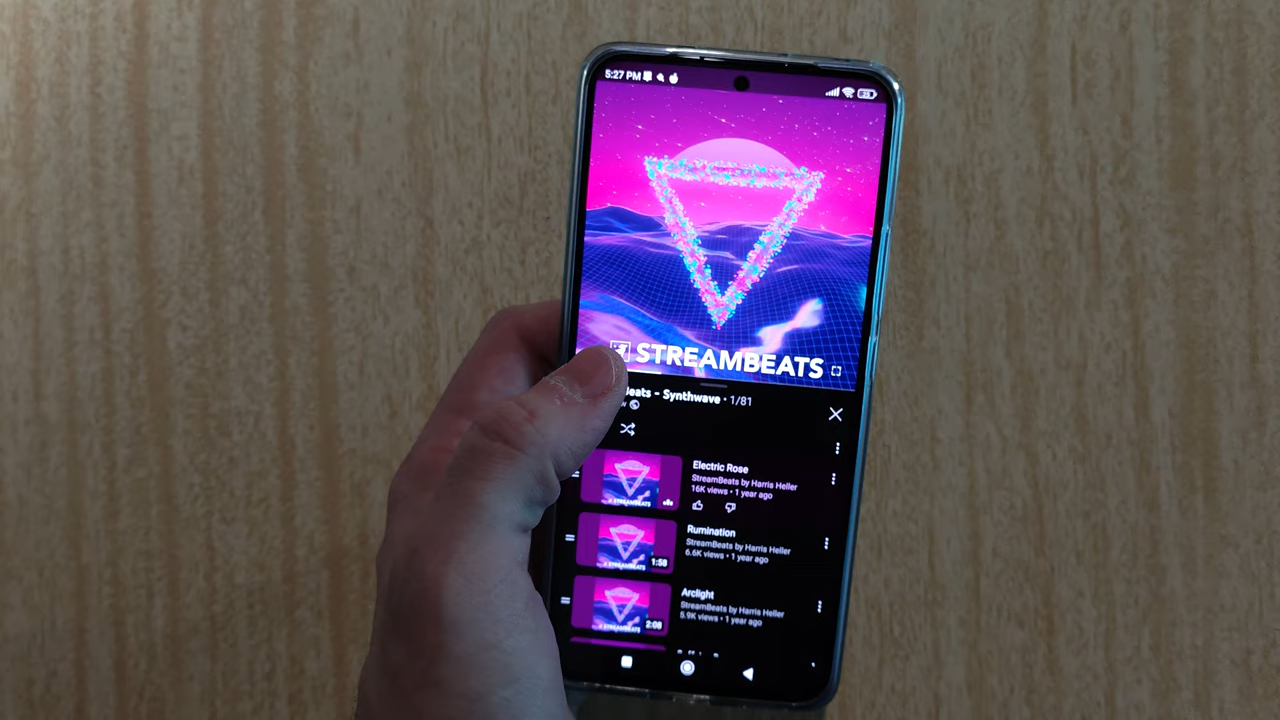 5:27 PM
STREAMBEATS
eats - Synthwave · 1/81
Electric Rose
StreamBeats by Harris Heller
16K views • 1 year ago
Rumination
StreamBeats by Harris Heller
6.6K views • 1 year ago
1:58
Arclight
StreamBeats by Harris Heller
5.9K views • 1 year ago
2:08